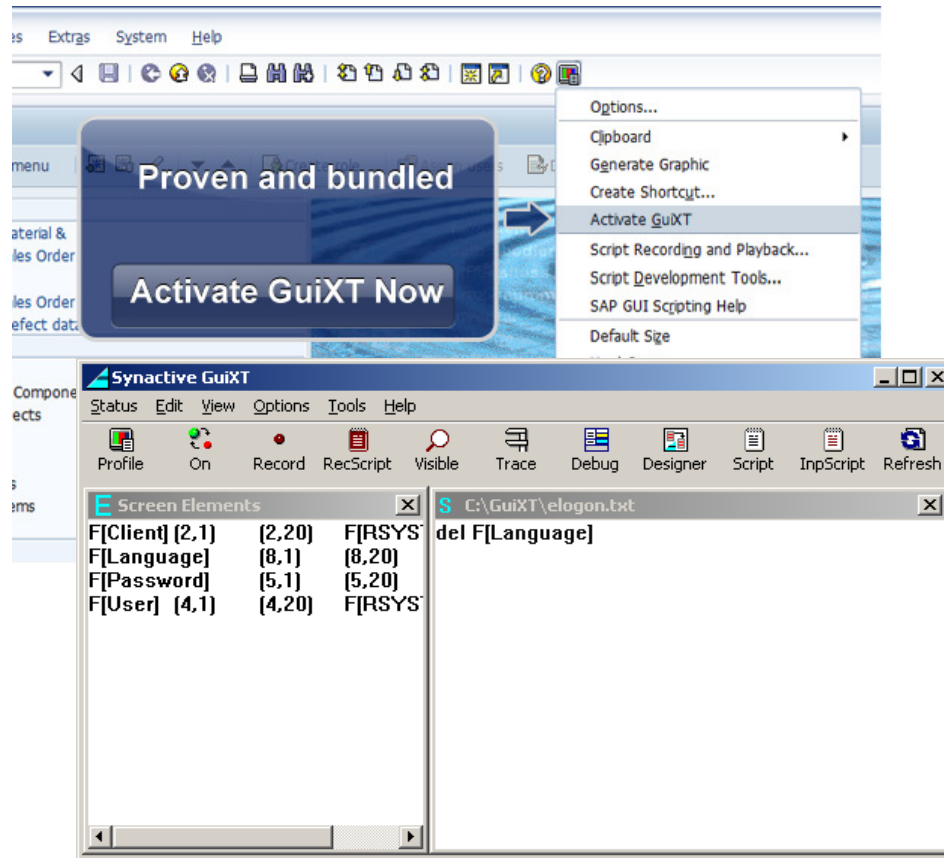 es Extras System Help
Options...
Clipboard
menu
Proven and bundled
Generate Graphic
Create Shortcut...
Activate GuiXT
aterial &
les Order
Script Recording and Playback...
Activate GuiXT Now
Script Development Tools...
les Order
SAP GUI Scripting Help
efect data
Default Size
Synactive GuiXT
Compone
ects
Status Edit View Options Tools Help
Profile On Record RecScript Visible Trace Debug Designer Script InpScript Refresh
s
ems
E Screen Elements
S C:\GuiXT\elogon.txt
F[Client] (2,1) (2,20) F[RSYS
F[Language] (8,1) (8,20)
F[Password] (5,1) (5,20)
F[User] (4,1) (4,20) F[RSYS
del F[Language]